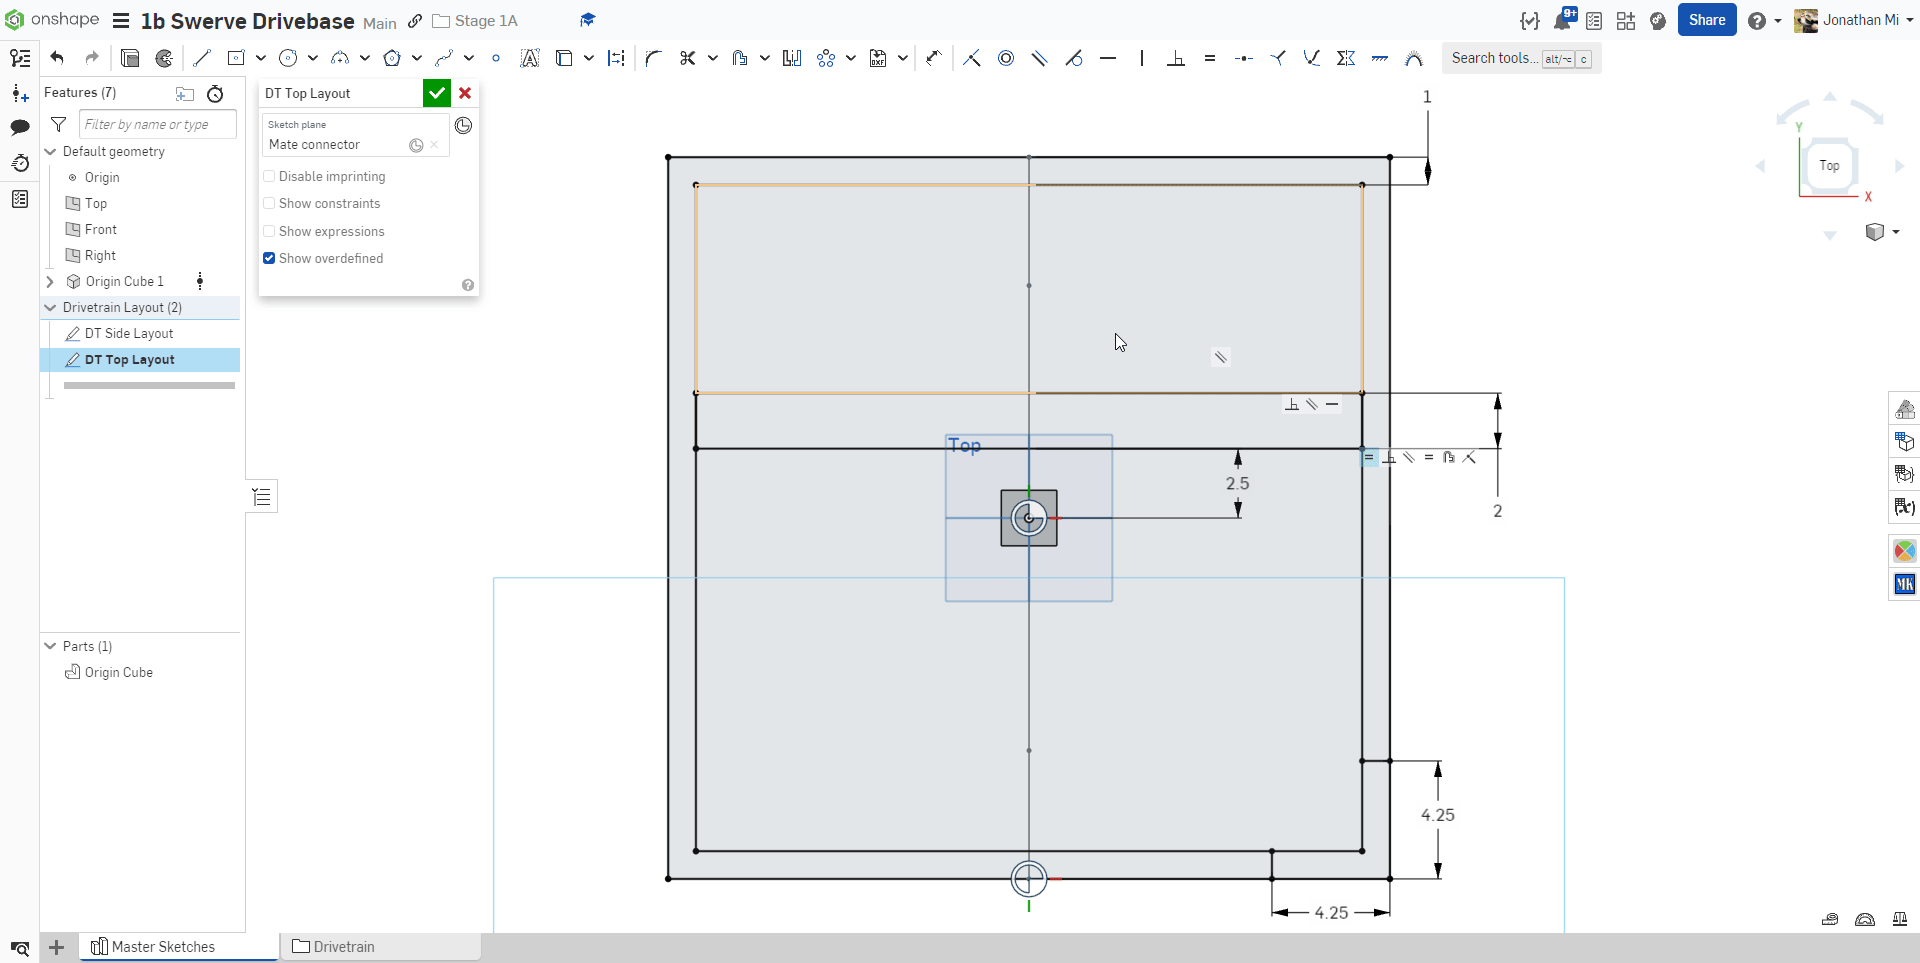 onshape
1b Swerve Drivebase Main Stage 1A
9+
Share
Jonathan Mi
Search tools... alt/⌥ c
Features (7)
Filter by name or type
Default geometry
Origin
Top
Front
Right
Origin Cube 1
Drivetrain Layout (2)
DT Side Layout
DT Top Layout
Parts (1)
Origin Cube
DT Top Layout
Sketch plane
Mate connector
Disable imprinting
Show constraints
Show expressions
Show overdefined
1
Top
2.5
2
4.25
4.25
Y
Top
X
MK
Master Sketches
Drivetrain